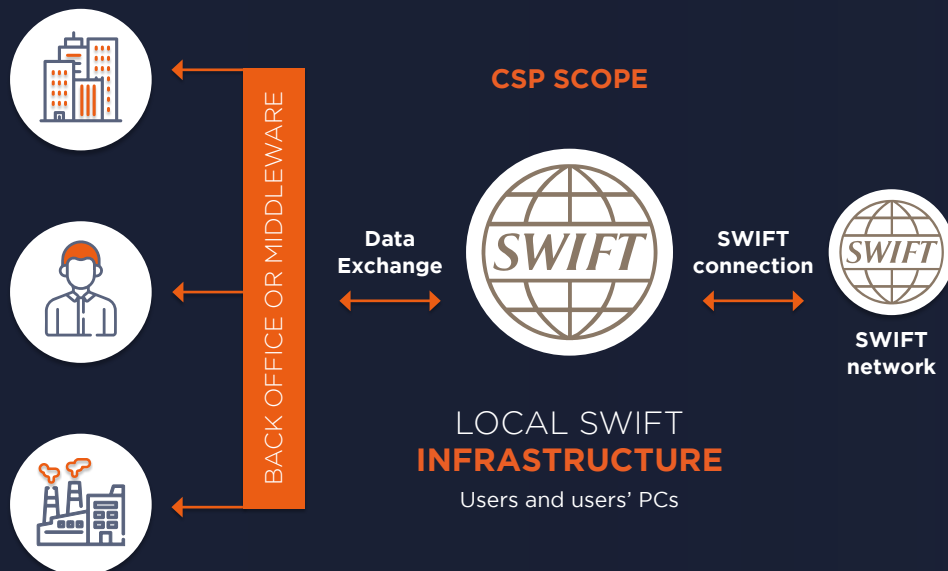 CSP SCOPE
BACK OFFICE OR MIDDLEWARE
Data
Exchange
SWIFT
SWIFT
connection
SWIFT
SWIFT
network
LOCAL SWIFT
INFRASTRUCTURE
Users and users’ PCs